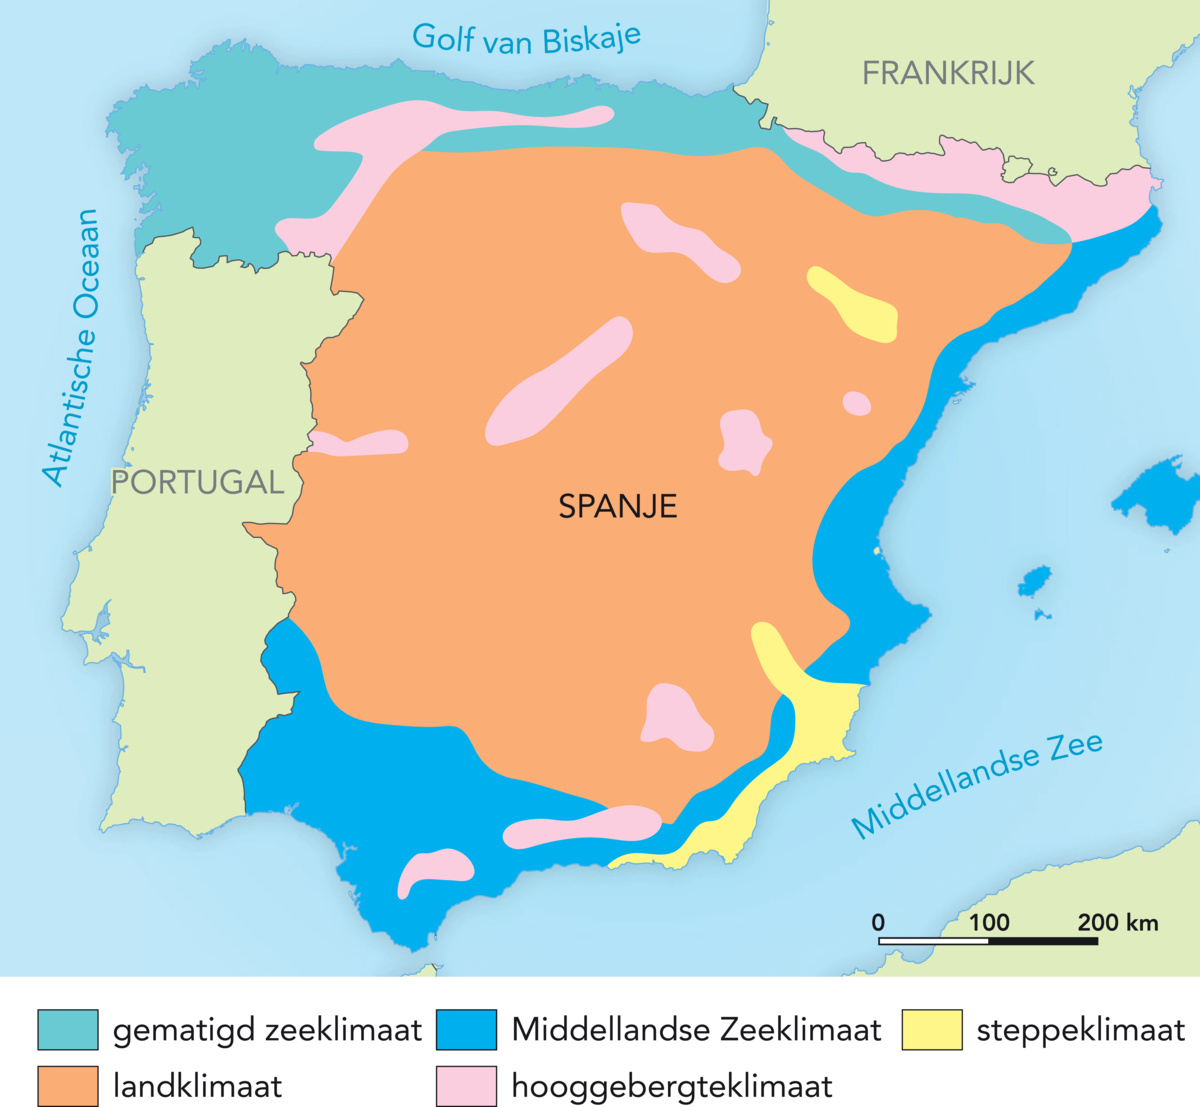 Golf van Biskaje
FRANKRIJK
Atlantische Oceaan
PORTUGAL
SPANJE
Middellandse Zee
0 100 200 km
gematigd zeeklimaat
Middellandse Zeeklimaat
steppeklimaat
landklimaat
hooggebergteklimaat